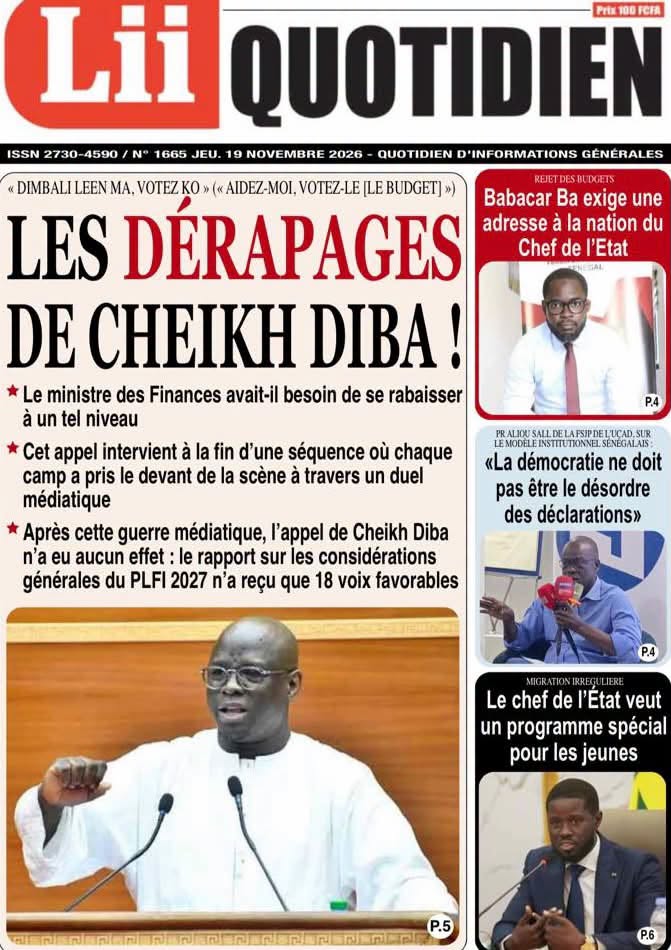 Prix 100 FCFA
Lii QUOTIDIEN
ISSN 2730-4590 / N° 1665 JEU. 19 NOVEMBRE 2026 - QUOTIDIEN D'INFORMATIONS GÉNÉRALES
« DIMBALI LEEN MA, VOTEZ KO » (« AIDEZ-MOI, VOTEZ-LE [LE BUDGET] »)
LES DÉRAPAGES
DE CHEIKH DIBA !
Le ministre des Finances avait-il besoin de se rabaisser
à un tel niveau
Cet appel intervient à la fin d'une séquence où chaque
camp a pris le devant de la scène à travers un duel
médiatique
Après cette guerre médiatique, l'appel de Cheikh Diba
n'a eu aucun effet : le rapport sur les considérations
générales du PLFI 2027 n'a reçu que 18 voix favorables
P.5
REJET DES BUDGETS
Babacar Ba exige une
adresse à la nation du
Chef de l'Etat
SENEGAL
P.4
PR ALIOU SALL DE LA FSJP DE L'UCAD, SUR
LE MODÈLE INSTITUTIONNEL SÉNÉGALAIS :
«La démocratie ne doit
pas être le désordre
des déclarations»
P.4
MIGRATION IRREGULIERE
Le chef de l'État veut
un programme spécial
pour les jeunes
P.6